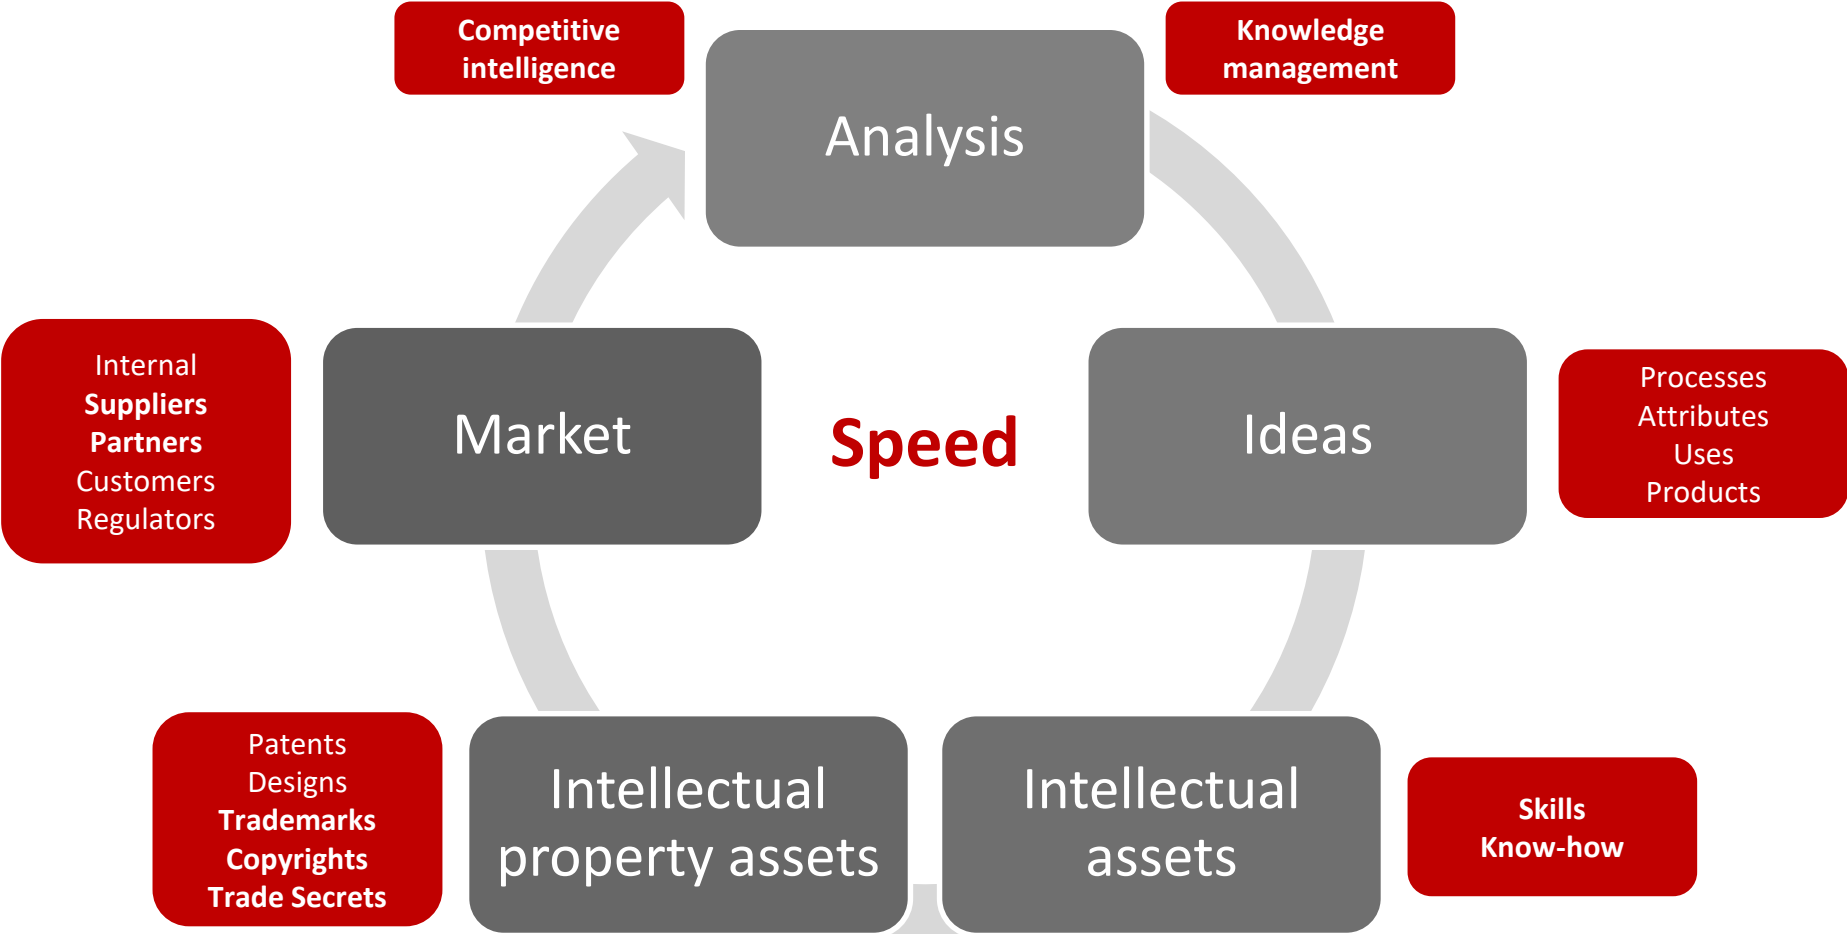 Competitive
intelligence
Knowledge
management
Analysis
Internal
Suppliers
Partners
Customers
Regulators
Market
Speed
Ideas
Processes
Attributes
Uses
Products
Patents
Designs
Trademarks
Copyrights
Trade Secrets
Intellectual
property assets
Intellectual
assets
Skills
Know-how